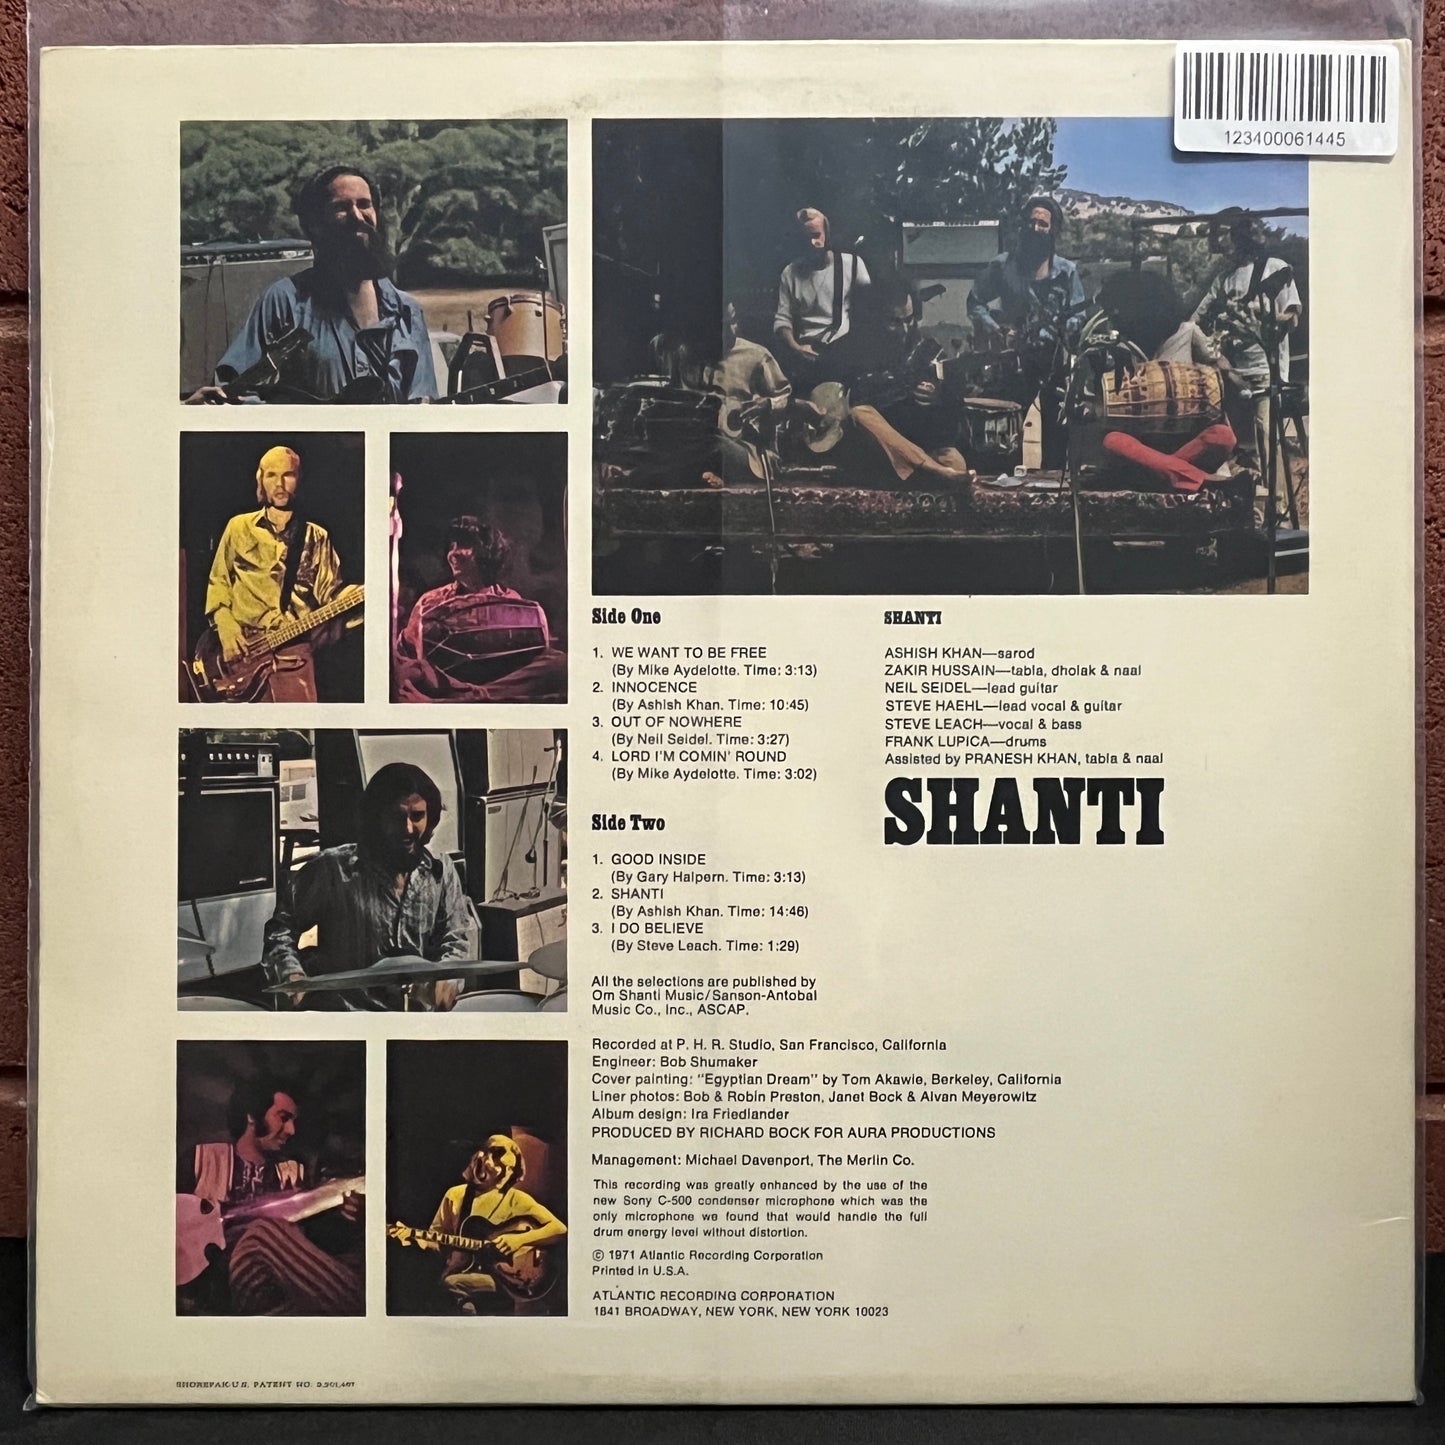 123400061445
Side One
1. WE WANT TO BE FREE
(By Mike Aydelotte. Time: 3:13)
2. INNOCENCE
(By Ashish Khan. Time: 10:45)
3. OUT OF NOWHERE
(By Neil Seidel. Time: 3:27)
4. LORD I'M COMIN' ROUND
(By Mike Aydelotte. Time: 3:02)
Side Two
1. GOOD INSIDE
(By Gary Halpern. Time: 3:13)
2. SHANTI
(By Ashish Khan. Time: 14:46)
3. I DO BELIEVE
(By Steve Leach. Time: 1:29)
SHANTI
ASHISH KHAN—sarod
ZAKIR HUSSAIN—tabla, dholak & naal
NEIL SEIDEL—lead guitar
STEVE HAEHL—lead vocal & guitar
STEVE LEACH—vocal & bass
FRANK LUPICA—drums
Assisted by PRANESH KHAN, tabla & naal
SHANTI
All the selections are published by
Om Shanti Music/Sanson-Antobal
Music Co., Inc., ASCAP.
Recorded at P. H. R. Studio, San Francisco, California
Engineer: Bob Shumaker
Cover painting: "Egyptian Dream" by Tom Akawie, Berkeley, California
Liner photos: Bob & Robin Preston, Janet Bock & Alvan Meyerowitz
Album design: Ira Friedlander
PRODUCED BY RICHARD BOCK FOR AURA PRODUCTIONS
Management: Michael Davenport, The Merlin Co.
This recording was greatly enhanced by the use of the
new Sony C-500 condenser microphone which was the
only microphone we found that would handle the full
drum energy level without distortion.
© 1971 Atlantic Recording Corporation
Printed in U.S.A.
ATLANTIC RECORDING CORPORATION
1841 BROADWAY, NEW YORK, NEW YORK 10023
SHOREPAK-U.S. PATENT NO. 3,501,467